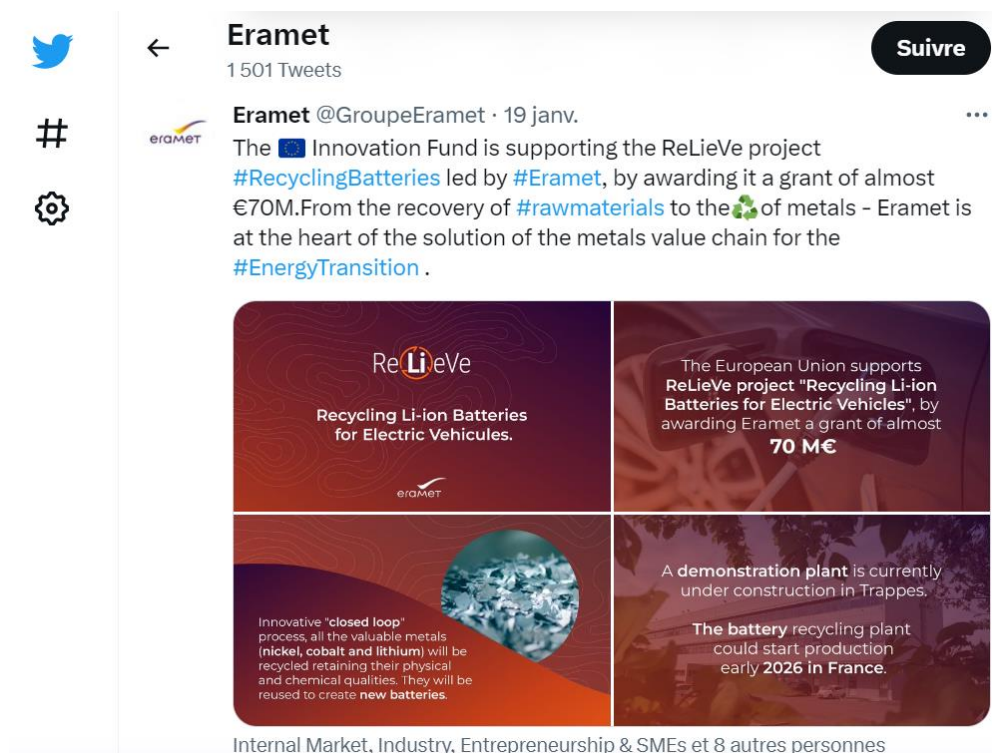 Eramet
1 501 Tweets
Suivre
eramet
Eramet @GroupeEramet · 19 janv.
The 🇪🇺 Innovation Fund is supporting the ReLieVe project
#RecyclingBatteries led by #Eramet, by awarding it a grant of almost
€70M.From the recovery of #rawmaterials to the♻️of metals – Eramet is
at the heart of the solution of the metals value chain for the
#EnergyTransition .
ReLieVe
Recycling Li-ion Batteries
for Electric Vehicules.
eramet
The European Union supports
ReLieVe project "Recycling Li-ion
Batteries for Electric Vehicles", by
awarding Eramet a grant of almost
70 M€
Innovative "closed loop"
process, all the valuable metals
(nickel, cobalt and lithium) will be
recycled retaining their physical
and chemical qualities. They will be
reused to create new batteries.
A demonstration plant is currently
under construction in Trappes.
The battery recycling plant
could start production
early 2026 in France.
Internal Market, Industry, Entrepreneurship & SMEs et 8 autres personnes